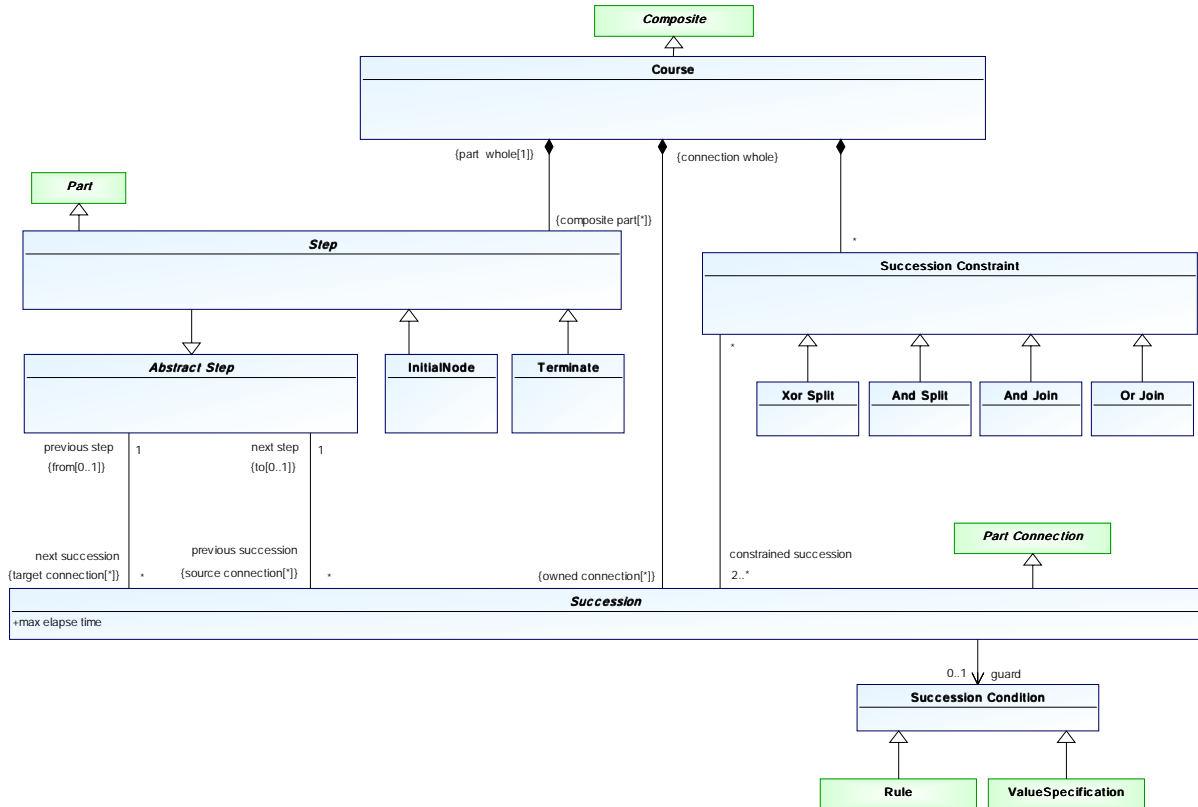 Composite
Course
{part  whole[1]}
{connection whole}
Part
{composite part[*]}
Step
*
Succession Constraint
*
Abstract Step
InitialNode
Terminate
Xor Split
And Split
And Join
Or Join
previous step
1
{from[0..1]}
next step
1
{to[0..1]}
Part Connection
next succession
{target connection[*]}
*
previous succession
{source connection[*]}
*
{owned connection[*]}
constrained succession
2..*
Succession
+max elapse time
0..1
guard
Succession Condition
Rule
ValueSpecification